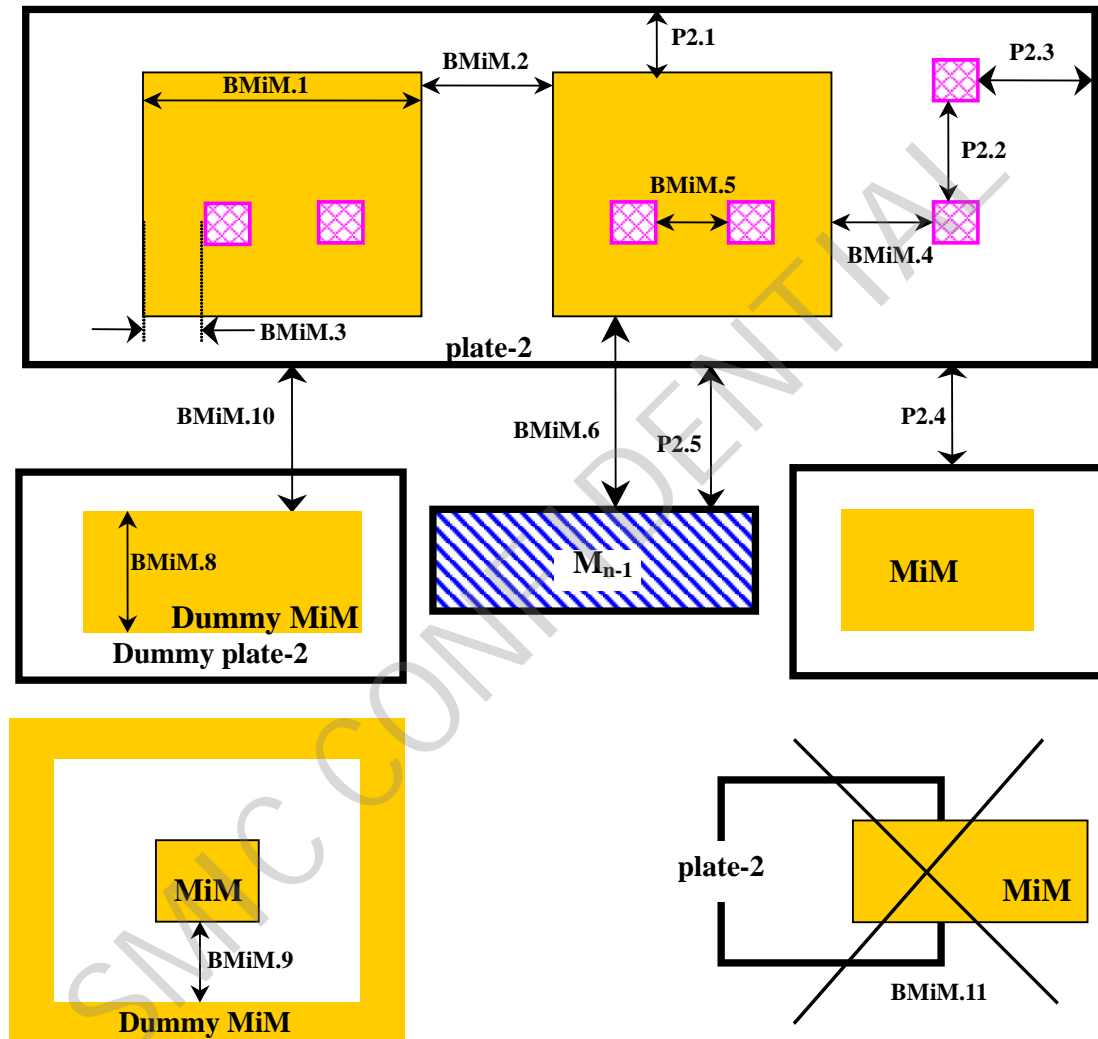 P2.1
BMiM.2
P2.3
BMiM.1
P2.2
BMiM.5
BMiM.4
BMiM.3
plate-2
BMiM.10
BMiM.6
P2.5
P2.4
BMiM.8
Dummy MiM
Dummy plate-2
Mn-1
MiM
MiM
BMiM.9
Dummy MiM
plate-2
MiM
BMiM.11
SMIC CONFIDENTIAL